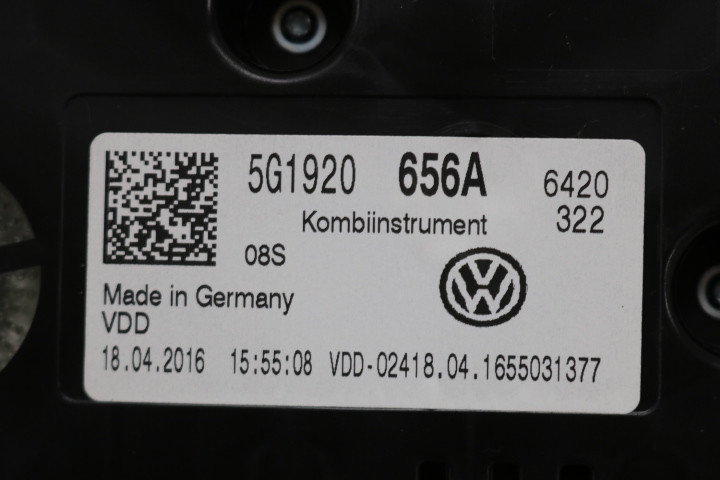 5G1920 656A 6420
Kombiinstrument 322
08S
Made in Germany
VDD
18.04.2016 15:55:08 VDD-02418.04.1655031377